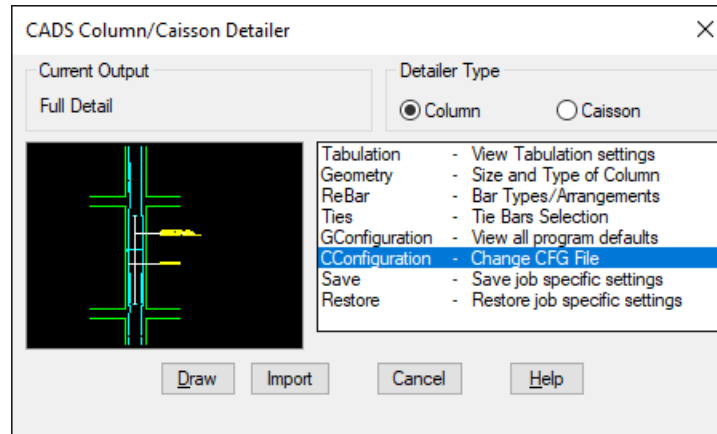 CADS Column/Caisson Detailer
Current Output
Full Detail
Detailer Type
Column
Caisson
Tabulation - View Tabulation settings
Geometry - Size and Type of Column
ReBar - Bar Types/Arrangements
Ties - Tie Bars Selection
GConfiguration - View all program defaults
CConfiguration - Change CFG File
Save - Save job specific settings
Restore - Restore job specific settings
Draw
Import
Cancel
Help